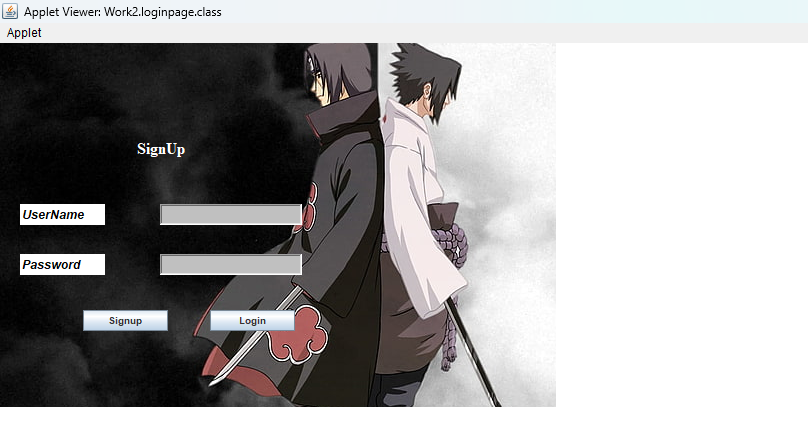 Applet Viewer: Work2.loginpage.class
Applet
SignUp
UserName
Password
Signup Login